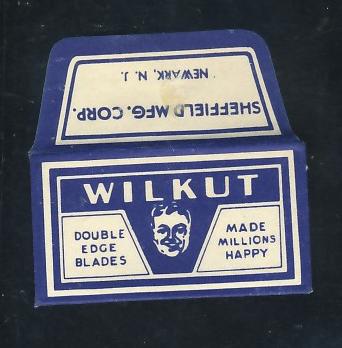 SHEFFIELD MFG. CORP.
NEWARK, N. J.
WILKUT
DOUBLE
EDGE
BLADES
MADE
MILLIONS
HAPPY